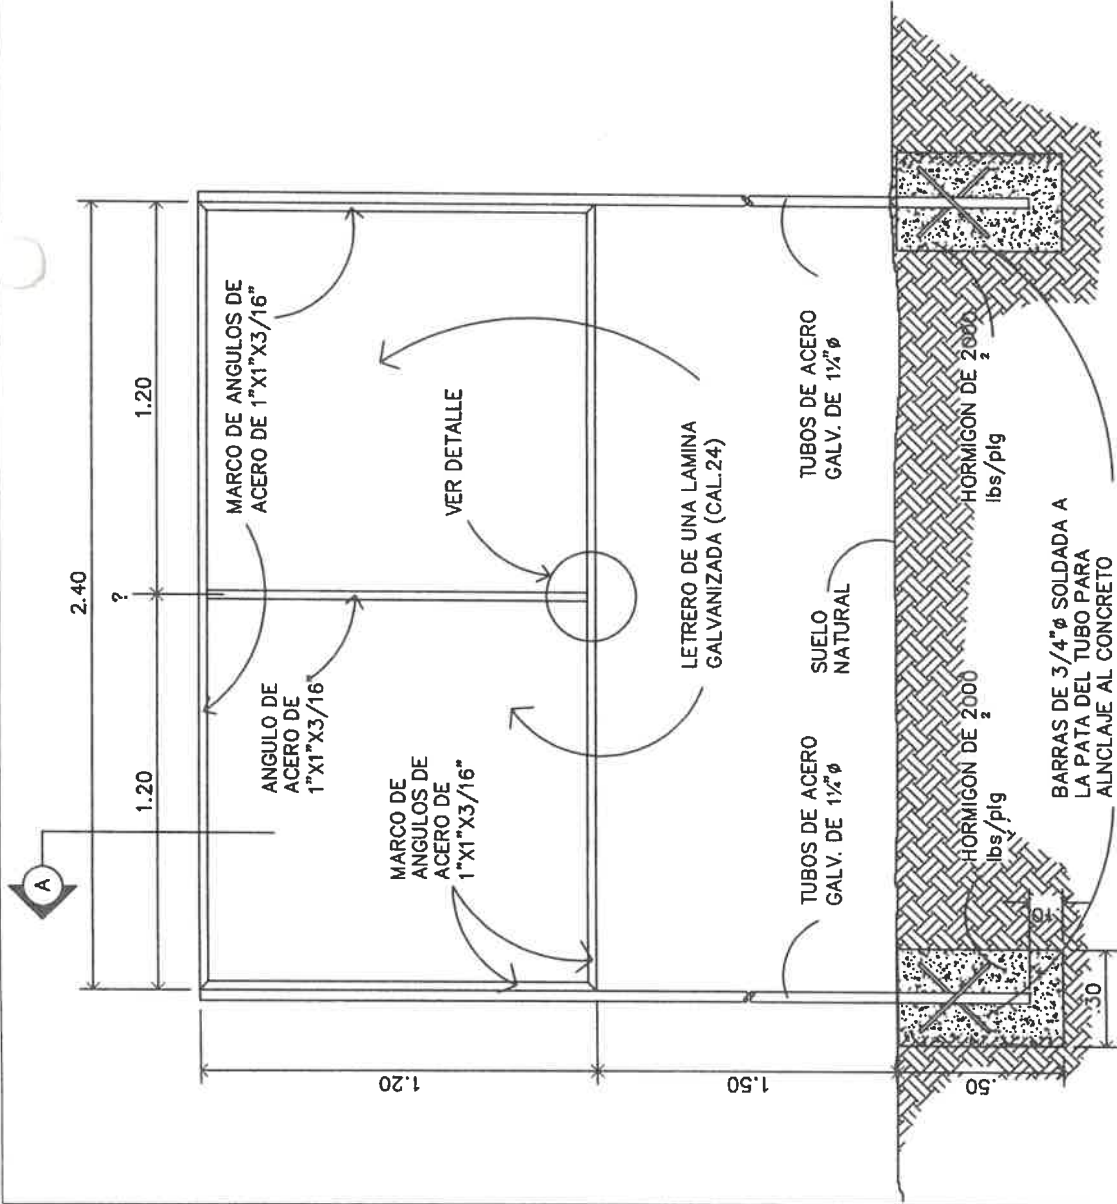 A
2.40
1.20
?
1.20
MARCO DE ANGULOS DE
ACERO DE 1"X1"X3/16"
ANGULO DE
ACERO DE
1"X1"X3/16"
MARCO DE
ANGULOS DE
ACERO DE
1"X1"X3/16"
VER DETALLE
LETRERO DE UNA LAMINA
GALVANIZADA (CAL.24)
1.20
1.50
.50
TUBOS DE ACERO
GALV. DE 1¼"ø
SUELO
NATURAL
TUBOS DE ACERO
GALV. DE 1¼"ø
HORMIGON DE 2000
lbs/plg 2
HORMIGON DE 2000
lbs/plg 2
.10
.30
BARRAS DE 3/4"ø SOLDADA A
LA PATA DEL TUBO PARA
ALNCLAJE AL CONCRETO